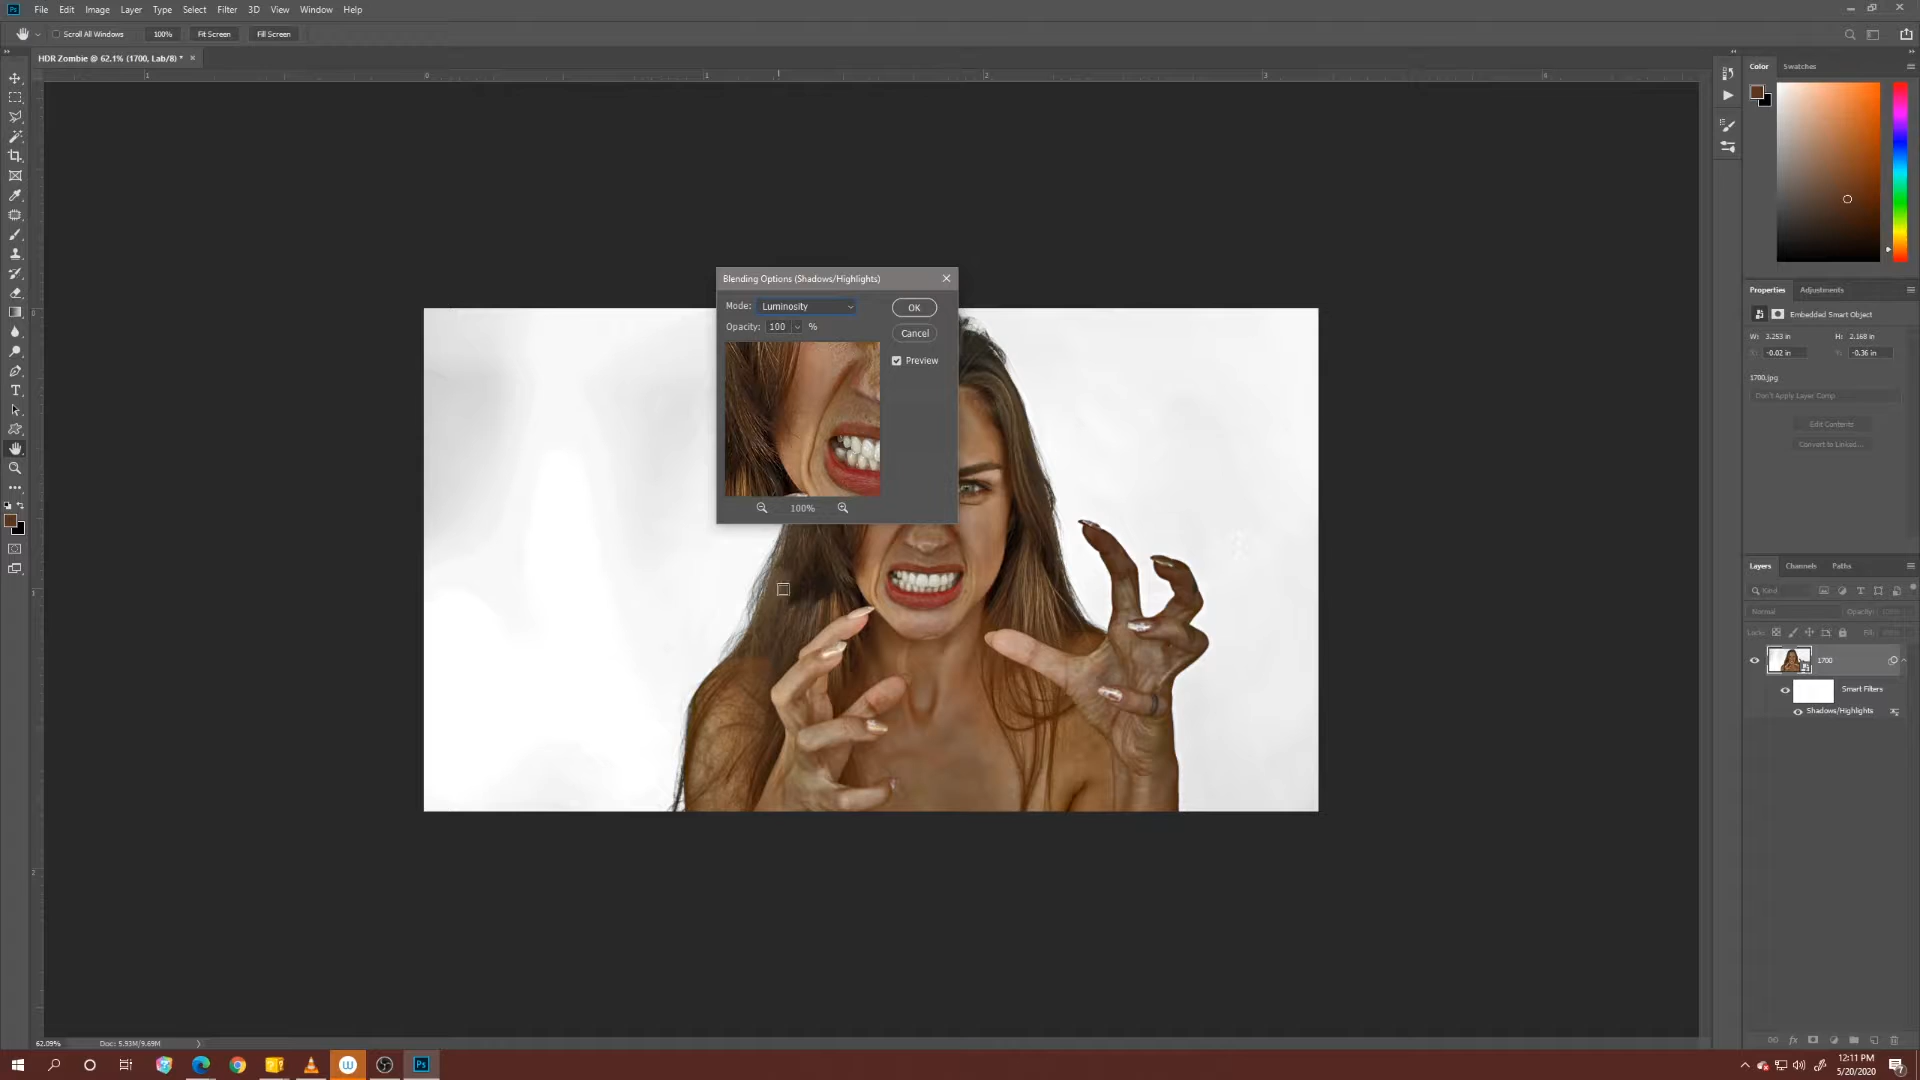 Ps File Edit Image Layer Type Select Filter 3D View Window Help
Scroll All Windows 100% Fit Screen Fill Screen
HDR Zombie @ 62.1% (1700, Lab/8) * ×
Color Swatches
Blending Options (Shadows/Highlights)
Mode: Luminosity
OK
Opacity: 100 %
Cancel
Preview
100%
Properties Adjustments
Embedded Smart Object
W: 3.253 in H: 2.168 in
X: -0.02 in Y: -0.36 in
1700.jpg
Don't Apply Layer Comp
Edit Contents
Convert to Linked...
Layers Channels Paths
Kind
Normal Opacity: 100%
Lock: Fill:
1700
Smart Filters
Shadows/Highlights
62.09% Doc: 5.93M/9.69M
Ps
12:11 PM
5/20/2020